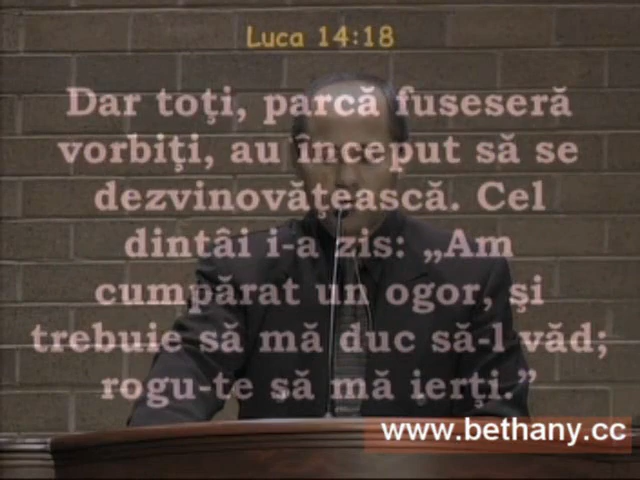 Luca 14:18
Dar toţi, parcă fuseseră
vorbiţi, au început să se
dezvinovăţească. Cel
dintâi i-a zis: „Am
cumpărat un ogor, şi
trebuie să mă duc să-l văd;
rogu-te să mă ierţi.”
www.bethany.cc